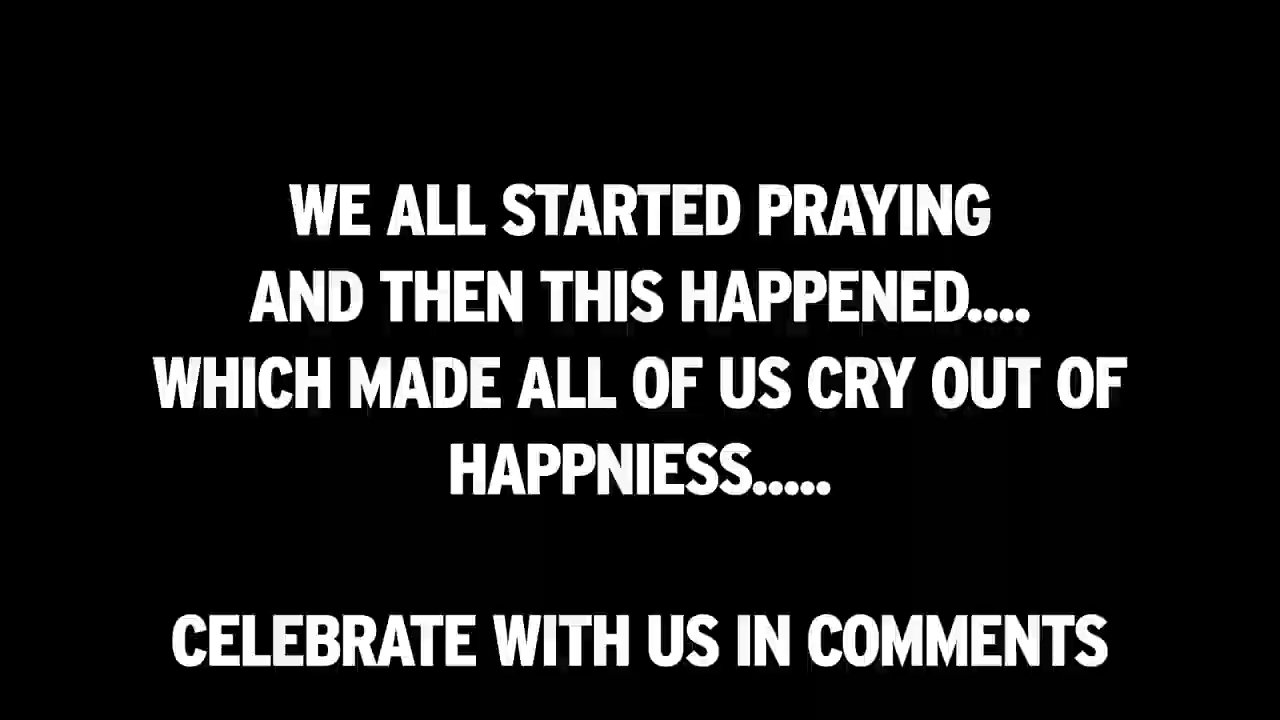 WE ALL STARTED PRAYING
AND THEN THIS HAPPENED....
WHICH MADE ALL OF US CRY OUT OF
HAPPNIESS.....
CELEBRATE WITH US IN COMMENTS